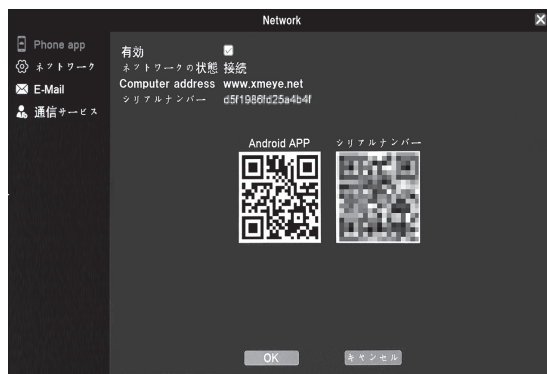 Network
Phone app
ネットワーク
E-Mail
通信サービス
有効
ネットワークの状態 接続
Computer address www.xmeye.net
シリアルナンバー d5f1986fd25a4b4f
Android APP シリアルナンバー
OK キャンセル